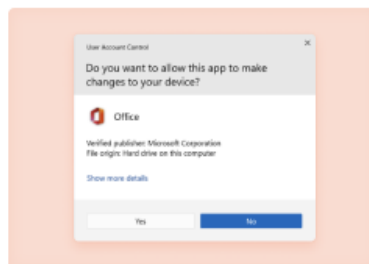 User Account Control
Do you want to allow this app to make
changes to your device?
Office
Verified publisher: Microsoft Corporation
File origin: Hard drive on this computer
Show more details
Yes
No